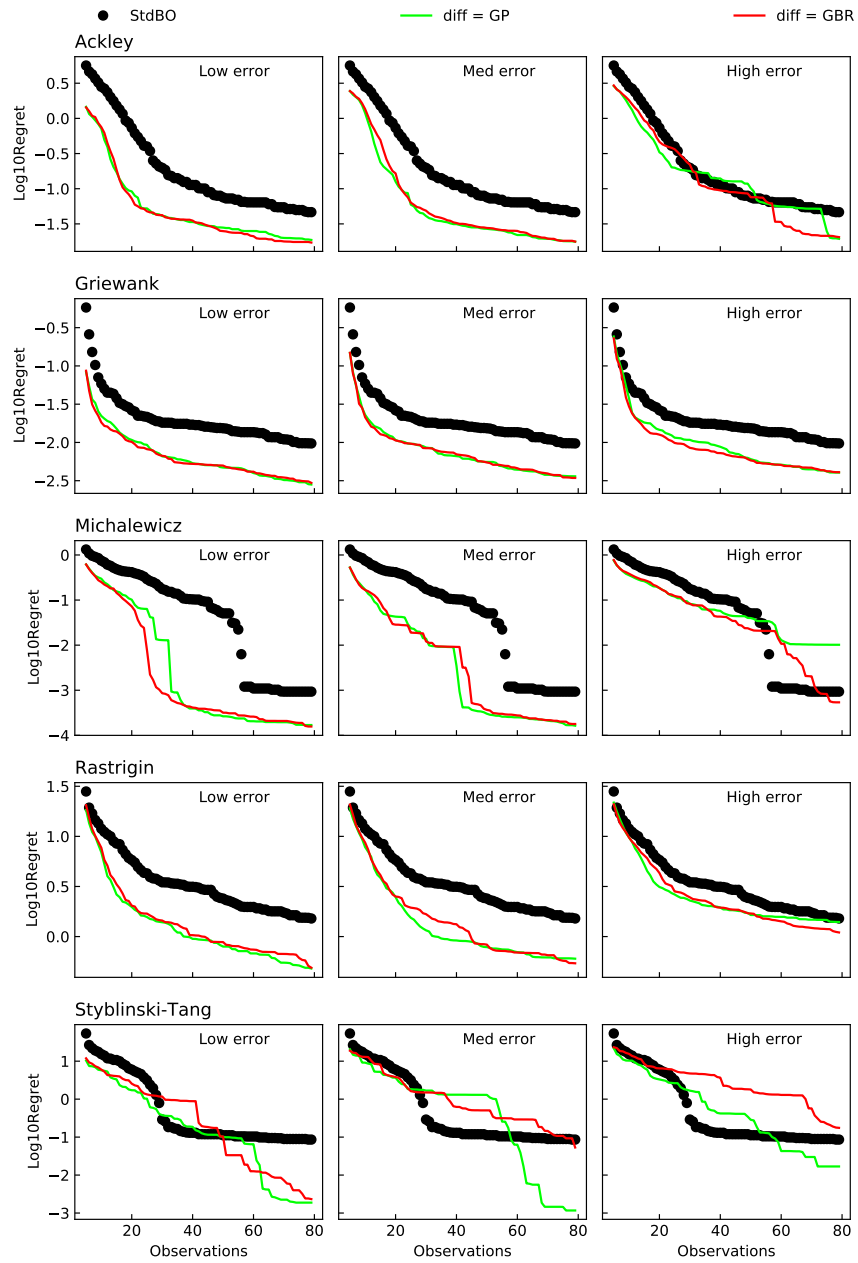 StdBO diff = GP diff = GBR
Ackley
Low error Med error High error
0.5
0.0
−0.5
−1.0
−1.5
Log10Regret
Griewank
Low error Med error High error
−0.5
−1.0
−1.5
−2.0
−2.5
Log10Regret
Michalewicz
Low error Med error High error
0
−1
−2
−3
−4
Log10Regret
Rastrigin
Low error Med error High error
1.5
1.0
0.5
0.0
Log10Regret
Styblinski-Tang
Low error Med error High error
1
0
−1
−2
−3
Log10Regret
20 40 60 80 20 40 60 80 20 40 60 80
Observations Observations Observations